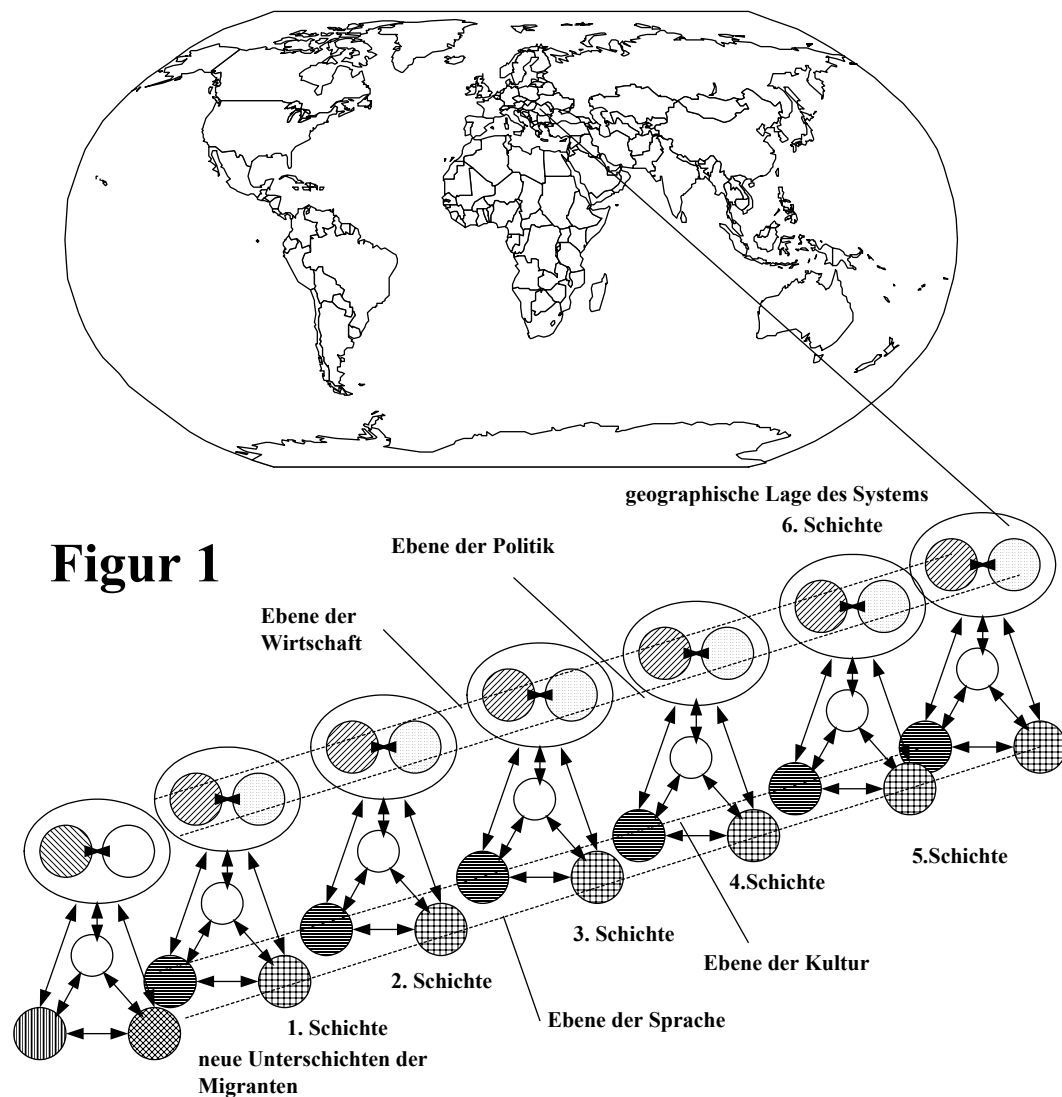 geographische Lage des Systems
6. Schichte
Figur 1
Ebene der Politik
Ebene der
Wirtschaft
5.Schichte
4.Schichte
3. Schichte
Ebene der Kultur
2. Schichte
Ebene der Sprache
1. Schichte
neue Unterschichten der
Migranten